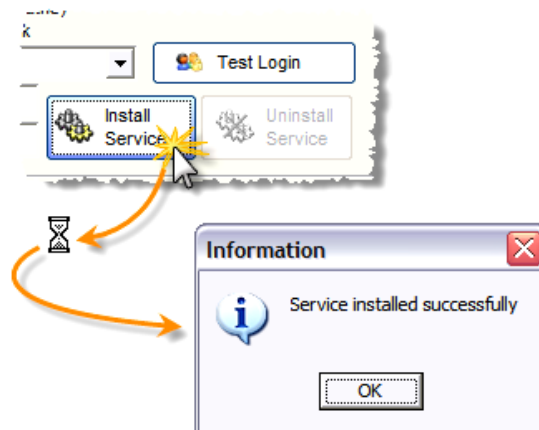 k
Test Login
Install
Service
Uninstall
Service
Information
Service installed successfully
OK